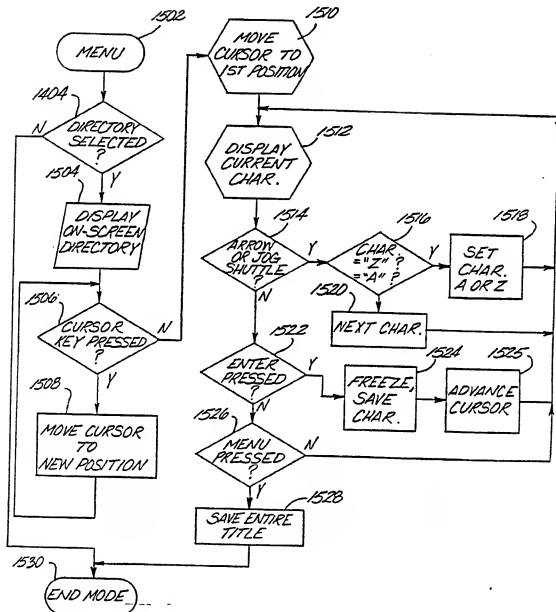 1502
MENU
1404
DIRECTORY
SELECTED
?
N
Y
1504
DISPLAY
ON-SCREEN
DIRECTORY
1506
CURSOR
KEY PRESSED
?
N
Y
1508
MOVE CURSOR
TO
NEW POSITION
1530
END MODE
1510
MOVE
CURSOR TO
1ST POSITION
1512
DISPLAY
CURRENT
CHAR.
1514
ARROW
OR JOG
SHUTTLE
?
Y
N
1516
CHAR
="Z" ?
="A" ?
Y
1518
SET
CHAR.
A OR Z
1520
NEXT CHAR.
1522
ENTER
PRESSED
?
Y
N
1524
FREEZE,
SAVE
CHAR.
1525
ADVANCE
CURSOR
1526
MENU
PRESSED
?
N
Y
1528
SAVE ENTIRE
TITLE